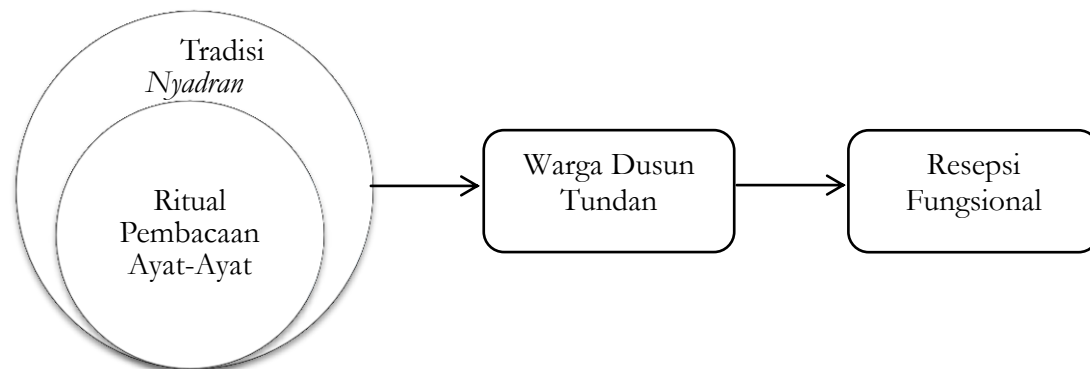 Tradisi
Nyadran
Ritual
Pembacaan
Ayat-Ayat
Warga Dusun
Tundan
Resepsi
Fungsional